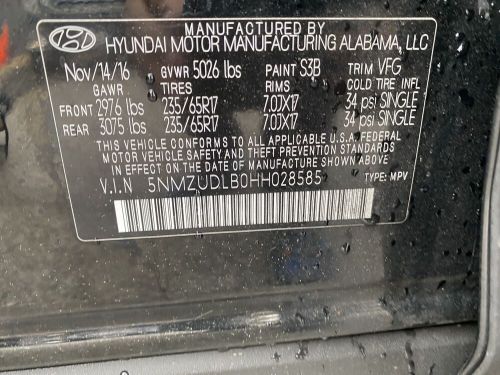 MANUFACTURED BY
HYUNDAI MOTOR MANUFACTURING ALABAMA, LLC
Nov/14/16 GVWR 5026 lbs PAINT S3B TRIM VFG
GAWR TIRES RIMS COLD TIRE INFL
FRONT 2976 lbs 235/65R17 7.0JX17 34 psi SINGLE
REAR 3075 lbs 235/65R17 7.0JX17 34 psi SINGLE
THIS VEHICLE CONFORMS TO ALL APPLICABLE U.S.A. FEDERAL
MOTOR VEHICLE SAFETY AND THEFT PREVENTION STANDARDS
IN EFFECT ON THE DATE OF MANUFACTURE SHOWN ABOVE.
V.I.N 5NMZUDLB0HH028585 TYPE: MPV